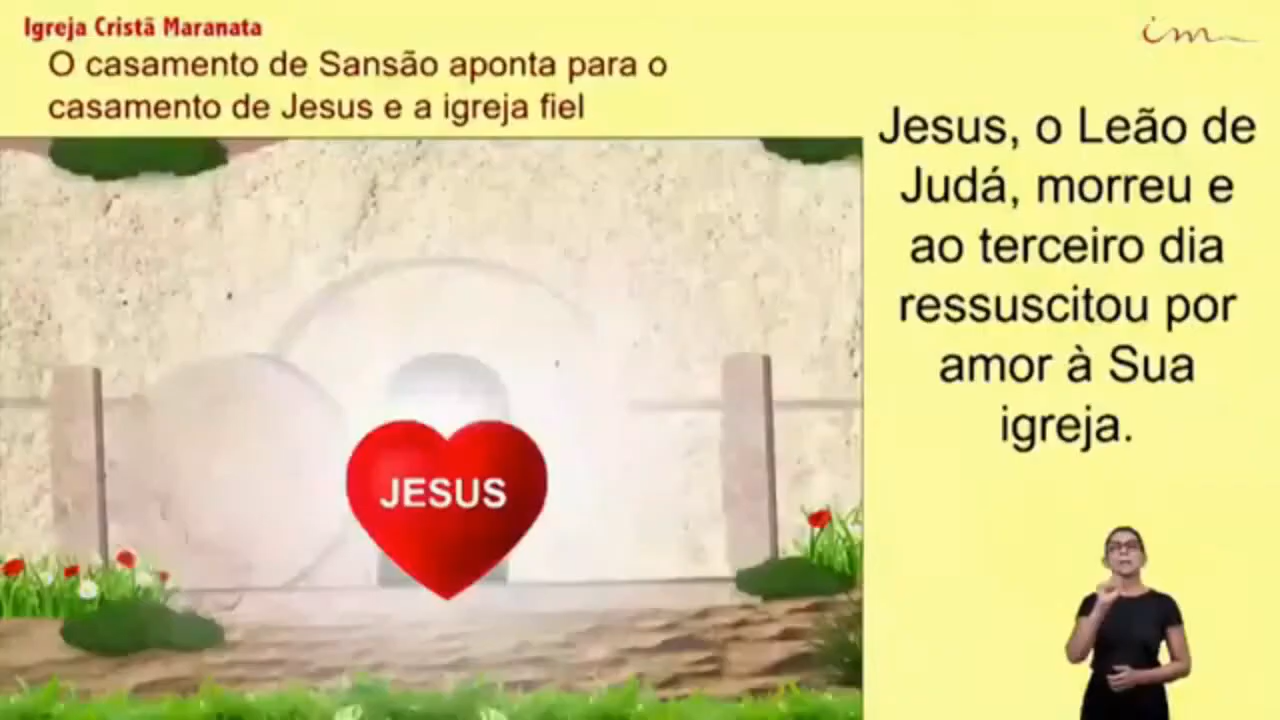 Igreja Cristã Maranata
O casamento de Sansão aponta para o
casamento de Jesus e a igreja fiel
im
Jesus, o Leão de
Judá, morreu e
ao terceiro dia
ressuscitou por
amor à Sua
igreja.
JESUS